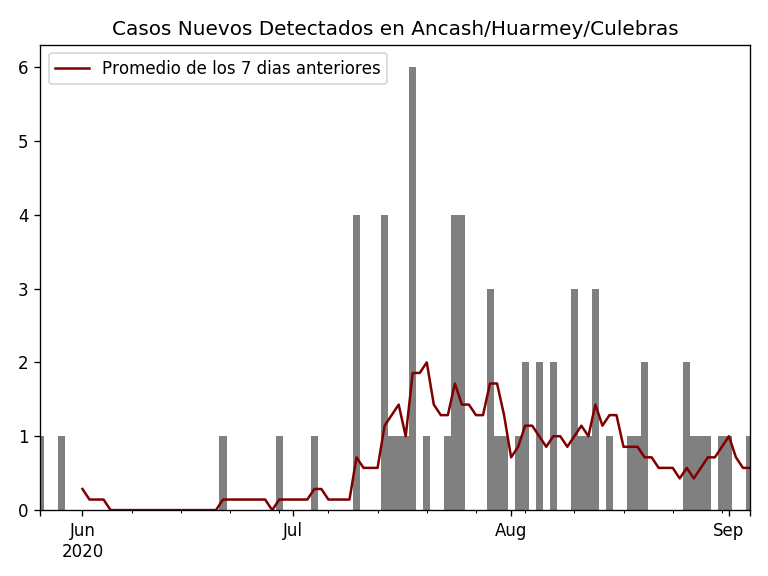 Casos Nuevos Detectados en Ancash/Huarmey/Culebras
Promedio de los 7 dias anteriores
6
5
4
3
2
1
0
Jun Jul Aug Sep
2020